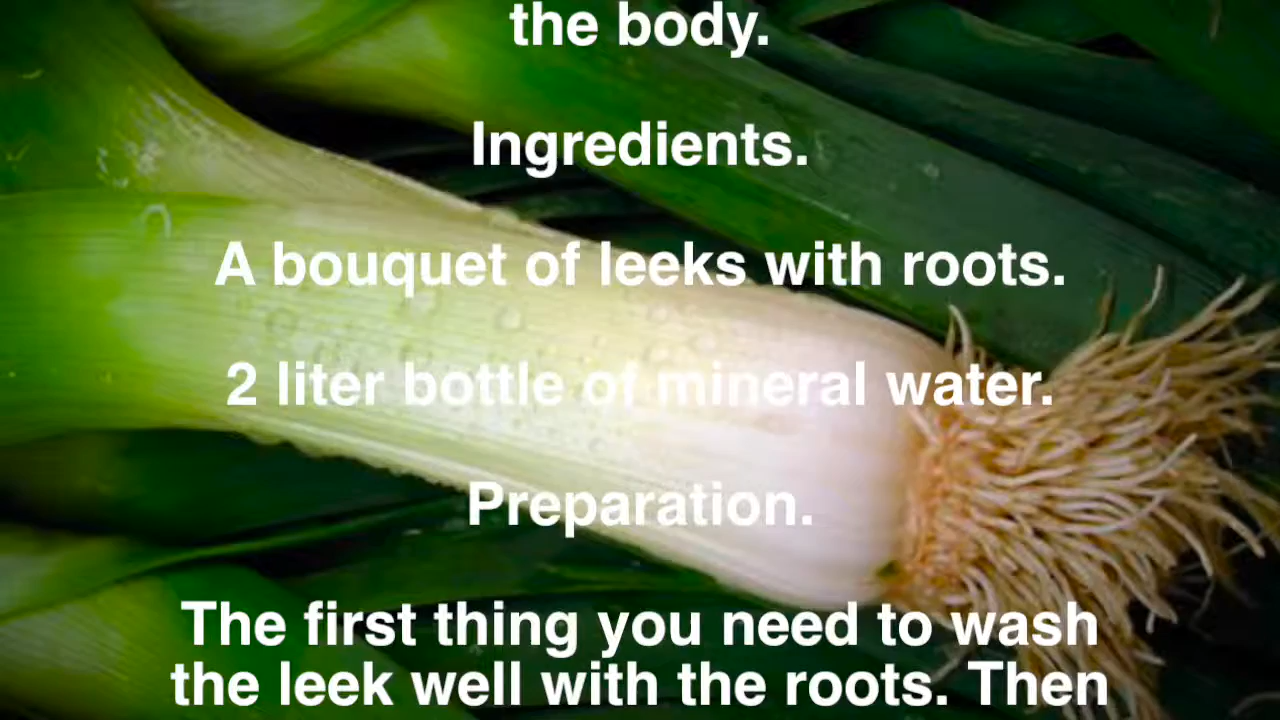 the body.
Ingredients.
A bouquet of leeks with roots.
2 liter bottle of mineral water.
Preparation.
The first thing you need to wash
the leek well with the roots. Then